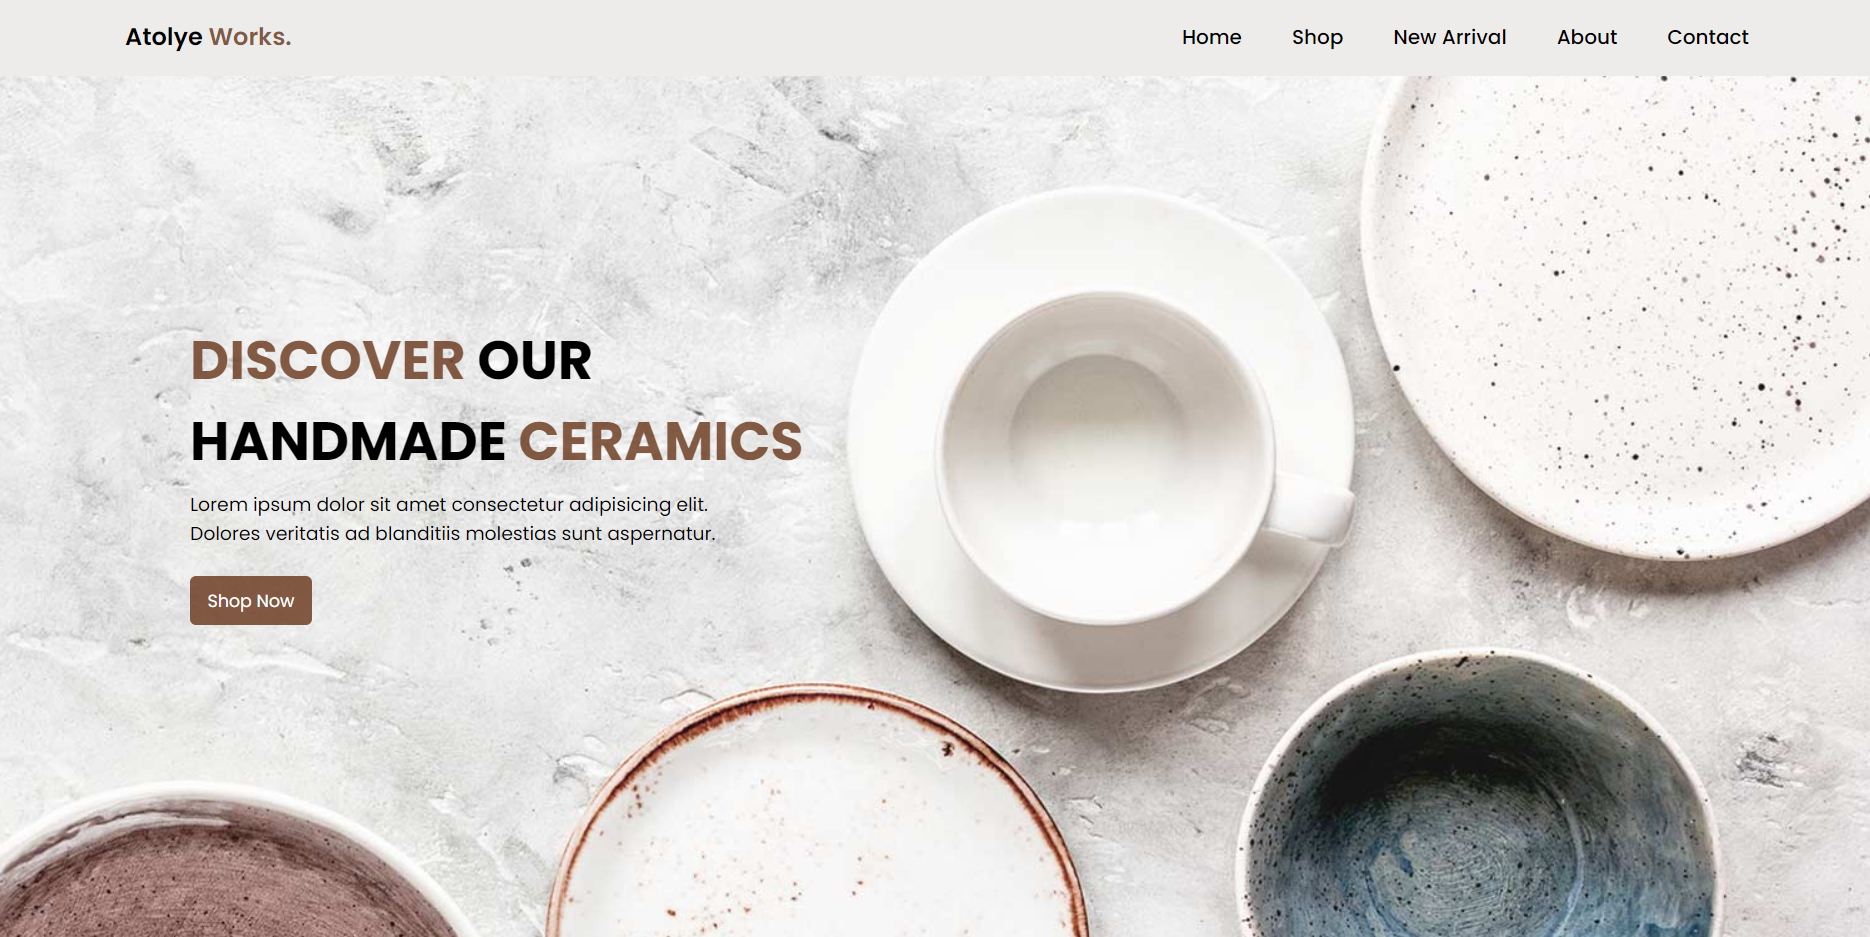 Atolye Works.
Home Shop New Arrival About Contact
DISCOVER OUR
HANDMADE CERAMICS
Lorem ipsum dolor sit amet consectetur adipisicing elit.
Dolores veritatis ad blanditiis molestias sunt aspernatur.
Shop Now